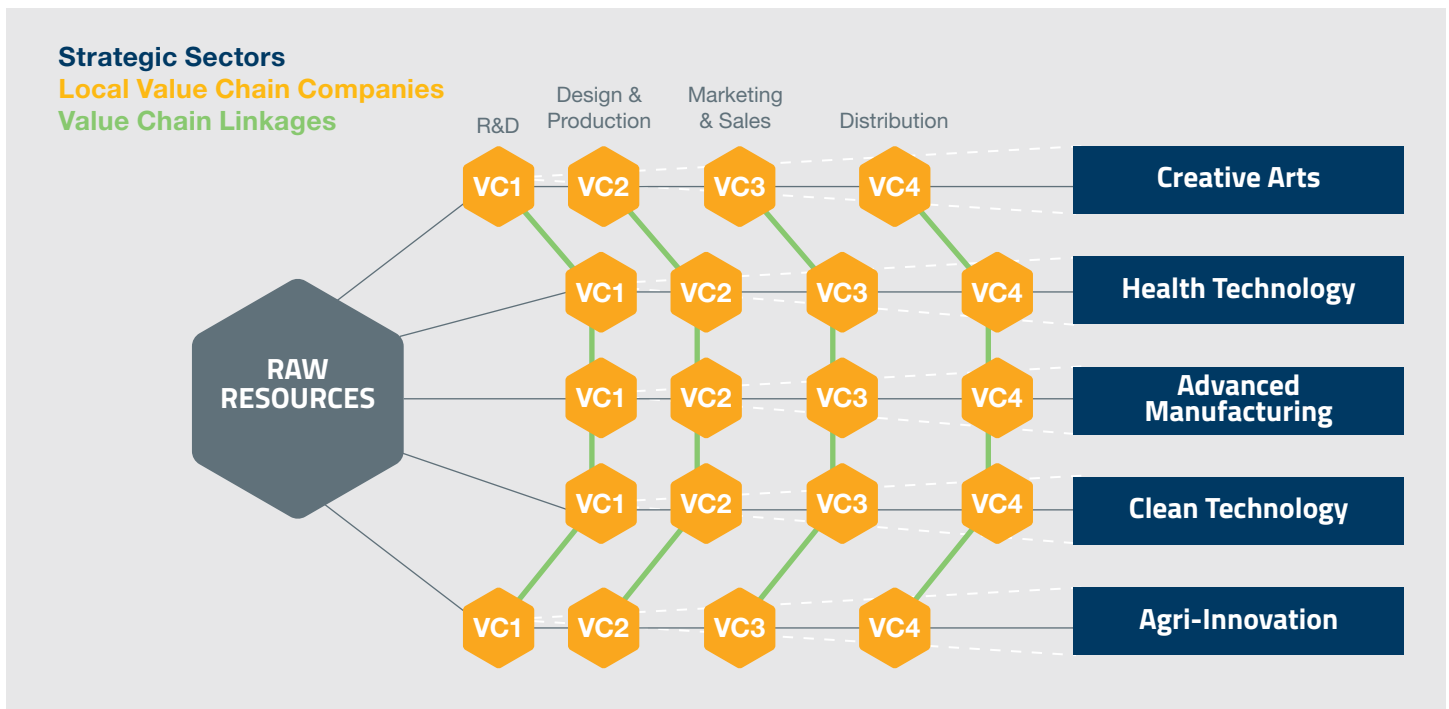 Strategic Sectors
Local Value Chain Companies
Value Chain Linkages
R&D
Design &
Production
Marketing
& Sales
Distribution
VC1 VC2 VC3 VC4 Creative Arts
VC1 VC2 VC3 VC4 Health Technology
RAW
RESOURCES
VC1 VC2 VC3 VC4
Advanced
Manufacturing
VC1 VC2 VC3 VC4 Clean Technology
VC1 VC2 VC3 VC4 Agri-Innovation